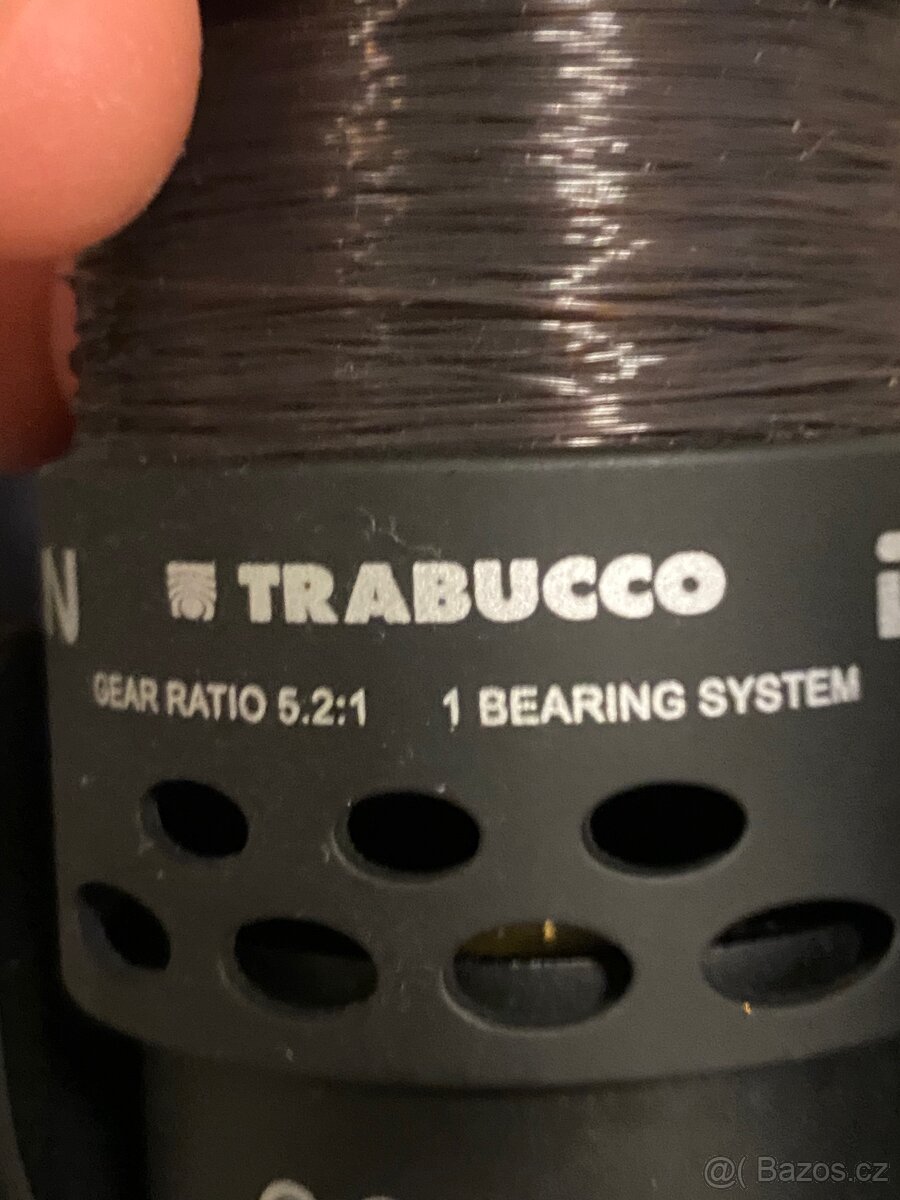 N TRABUCCO i
GEAR RATIO 5.2:1 1 BEARING SYSTEM
@( Bazos.cz